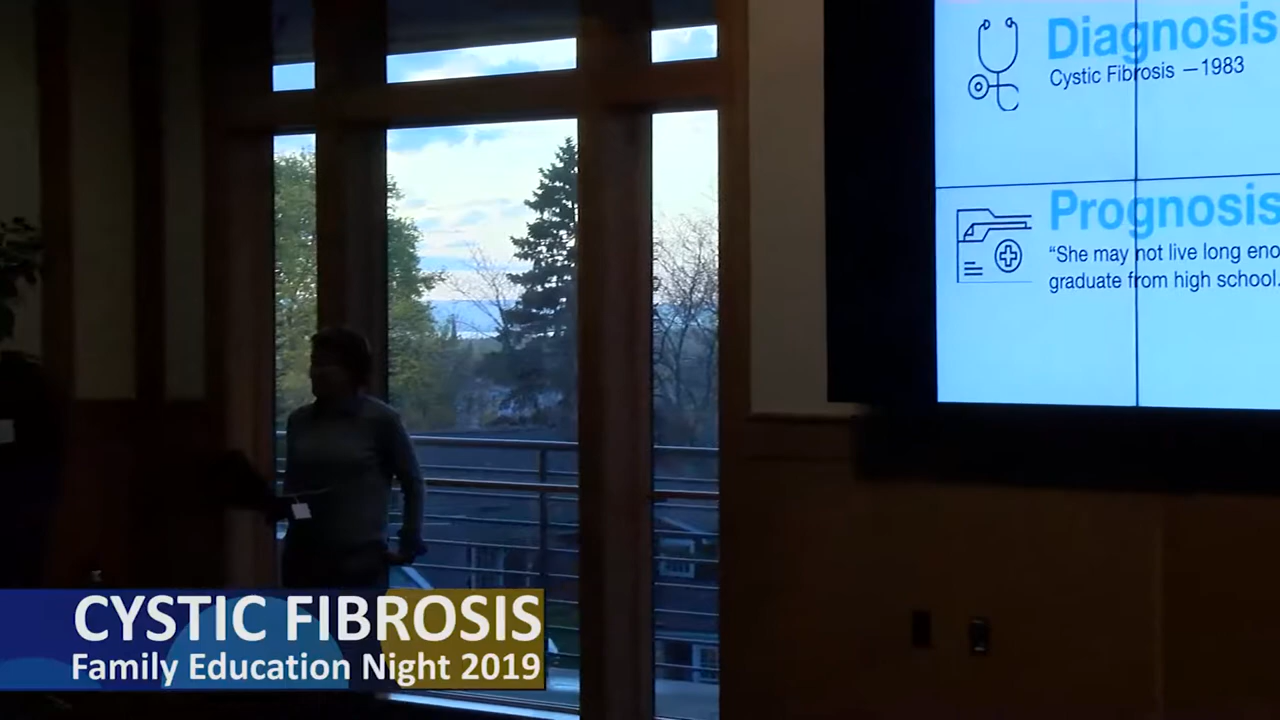 Diagnosis
Cystic Fibrosis —1983
Prognosis
“She may not live long
graduate from high school.
CYSTIC FIBROSIS
Family Education Night 2019